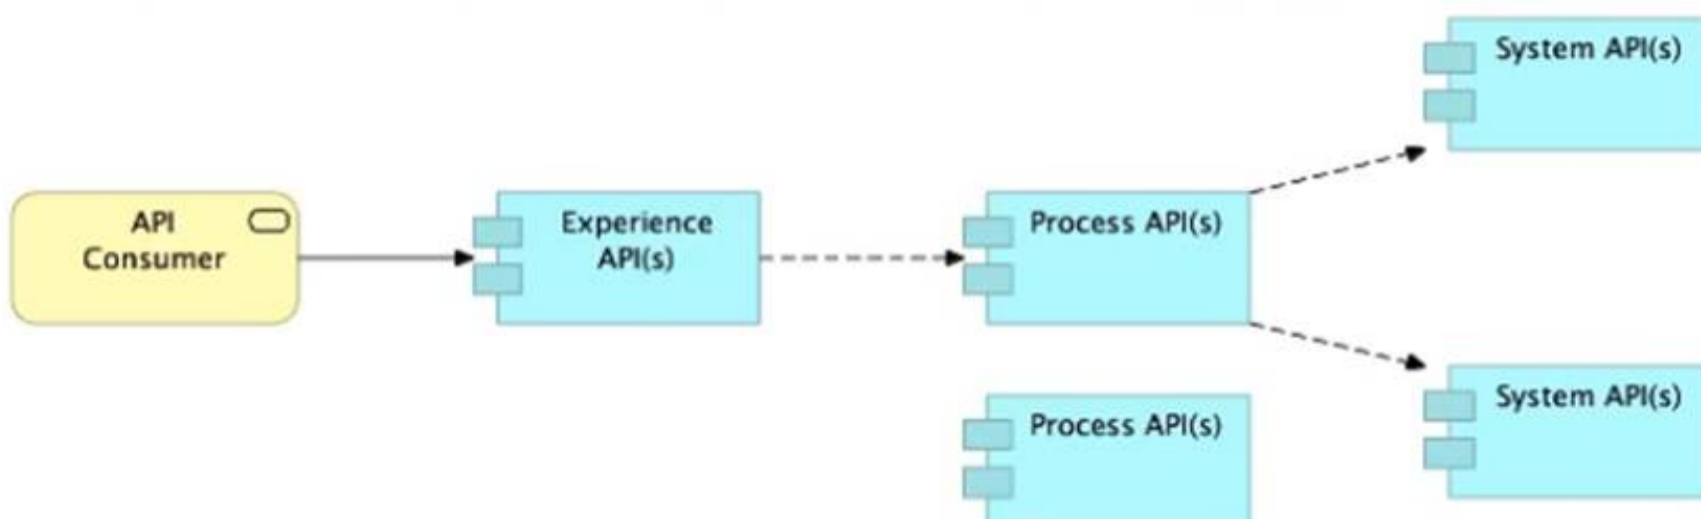 System API(s)
API
Consumer
Experience
API(s)
Process API(s)
System API(s)
Process API(s)